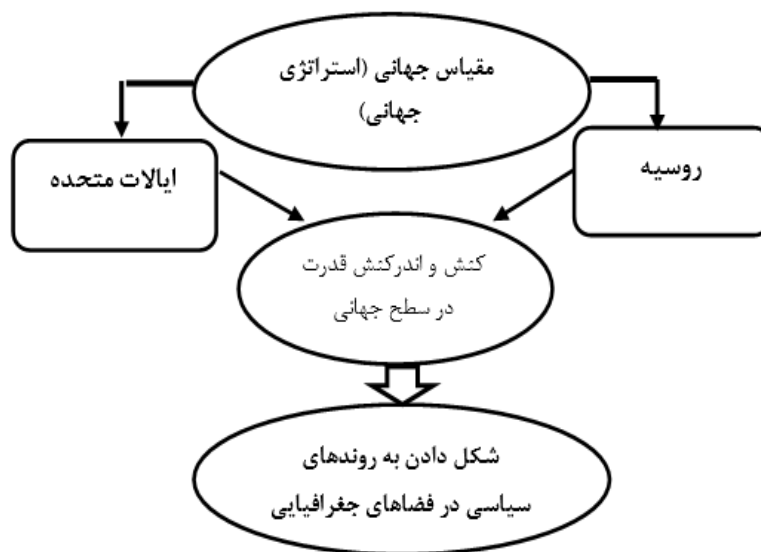 مقیاس جهانی (استراتژی
جهانی)
روسیه
ایالات متحده
کنش و اندرکنش قدرت
در سطح جهانی
شکل دادن به روندهای
سیاسی در فضاهای جغرافیایی